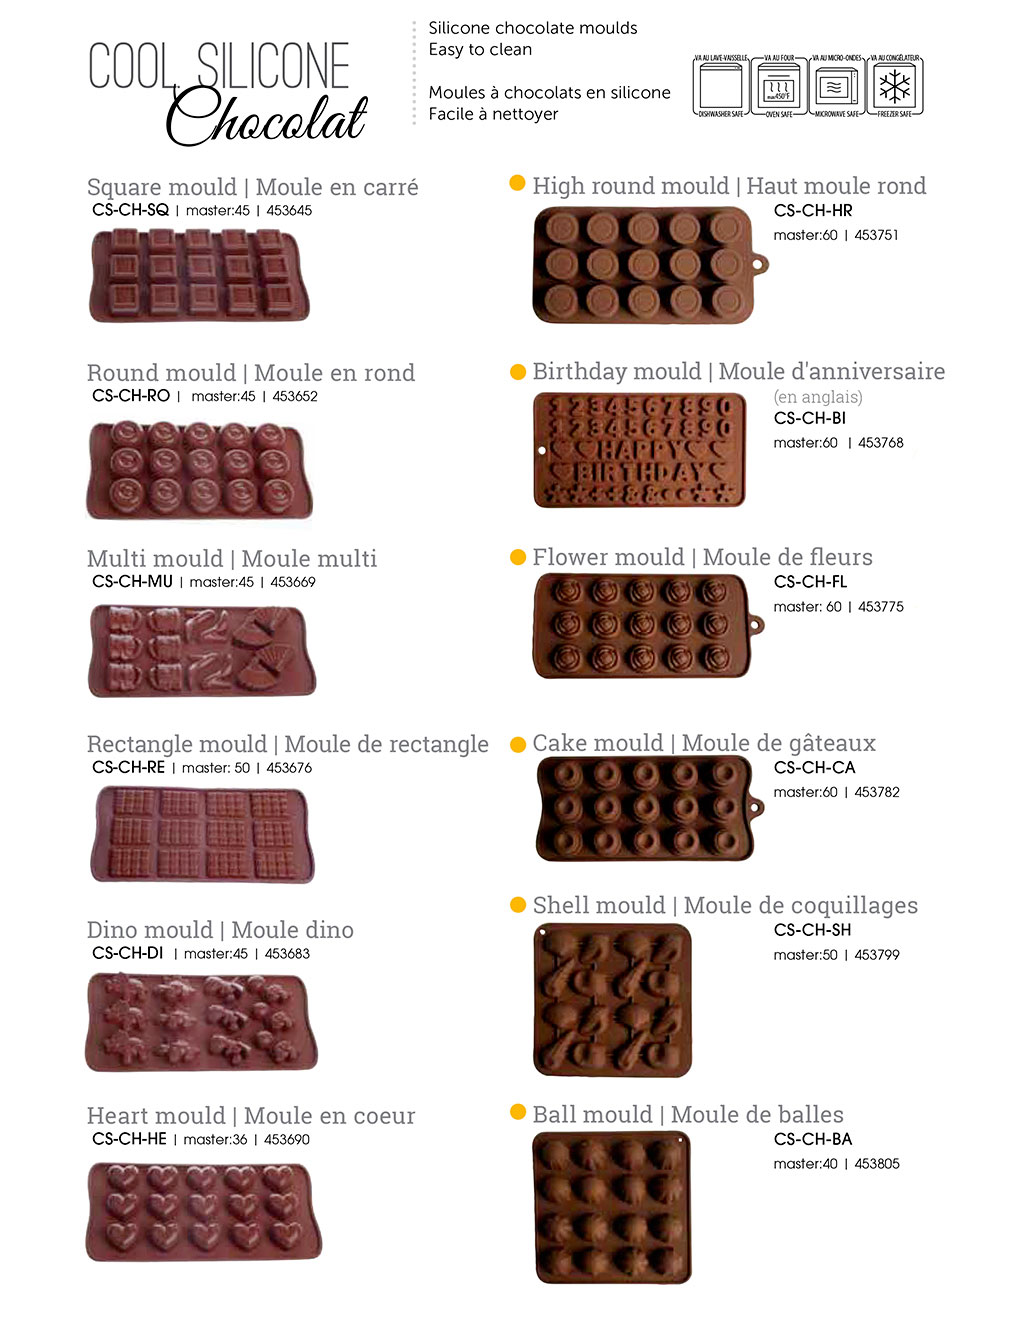 COOL SILICONE
Chocolat
Silicone chocolate moulds
Easy to clean
Moules à chocolats en silicone
Facile à nettoyer
VA AU LAVE-VAISSELLE
DISHWASHER SAFE
VA AU FOUR
max450°F
OVEN SAFE
VA AU MICRO-ONDES
MICROWAVE SAFE
VA AU CONGÉLATEUR
FREEZER SAFE
Square mould | Moule en carré
CS-CH-SQ | master:45 | 453645
Round mould | Moule en rond
CS-CH-RO | master:45 | 453652
Multi mould | Moule multi
CS-CH-MU | master:45 | 453669
Rectangle mould | Moule de rectangle
CS-CH-RE | master: 50 | 453676
Dino mould | Moule dino
CS-CH-DI | master:45 | 453683
Heart mould | Moule en coeur
CS-CH-HE | master:36 | 453690
High round mould | Haut moule rond
CS-CH-HR
master:60 | 453751
Birthday mould | Moule d'anniversaire
(en anglais)
CS-CH-BI
master:60 | 453768
1234567890
1234567890
HAPPY
BIRTHDAY
Flower mould | Moule de fleurs
CS-CH-FL
master: 60 | 453775
Cake mould | Moule de gâteaux
CS-CH-CA
master:60 | 453782
Shell mould | Moule de coquillages
CS-CH-SH
master:50 | 453799
Ball mould | Moule de balles
CS-CH-BA
master:40 | 453805